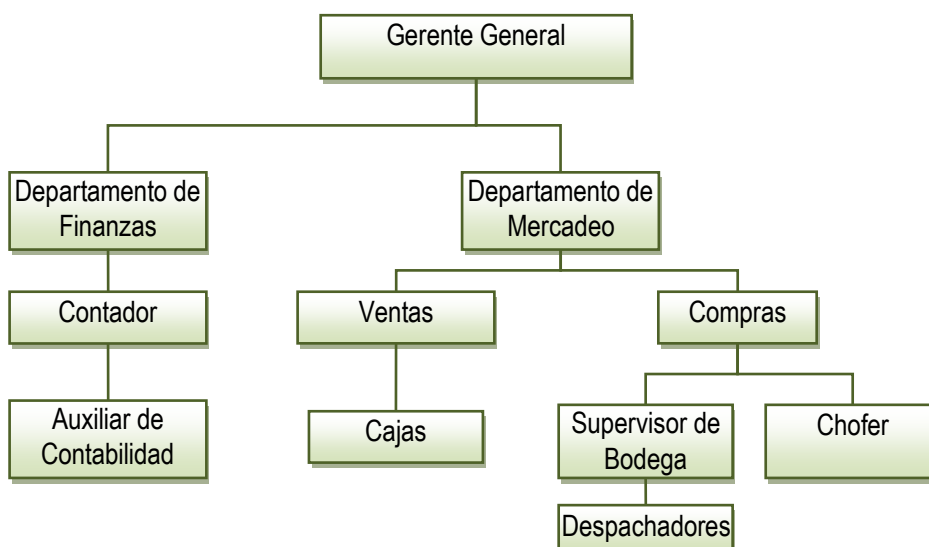 Gerente General
Departamento de
Finanzas
Departamento de
Mercadeo
Contador
Ventas
Compras
Auxiliar de
Contabilidad
Cajas
Supervisor de
Bodega
Chofer
Despachadores